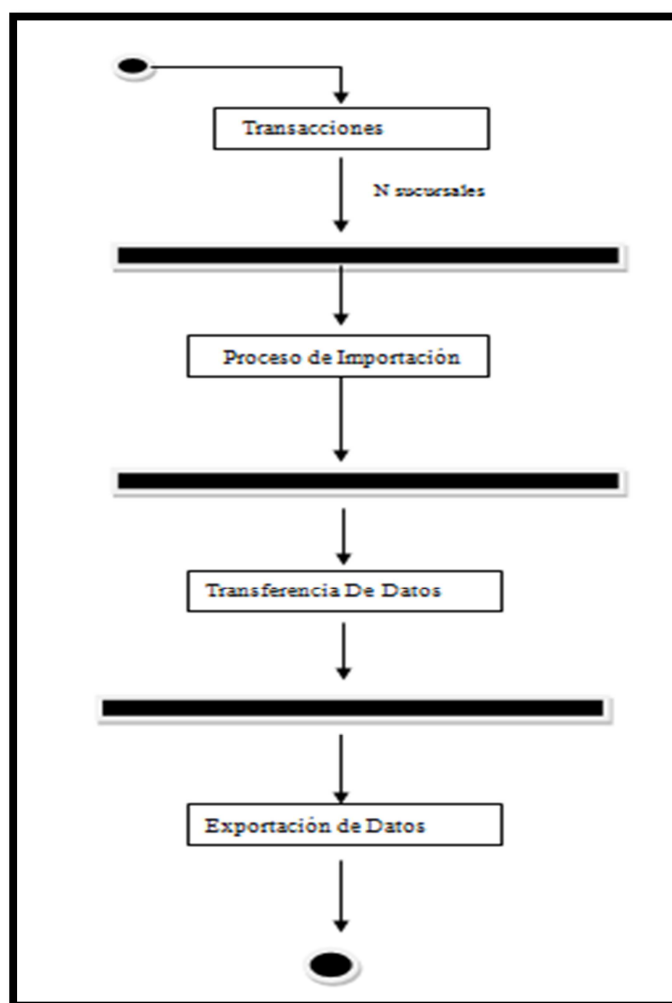 Transacciones
N sucursales
Proceso de Importación
Transferencia De Datos
Exportación de Datos